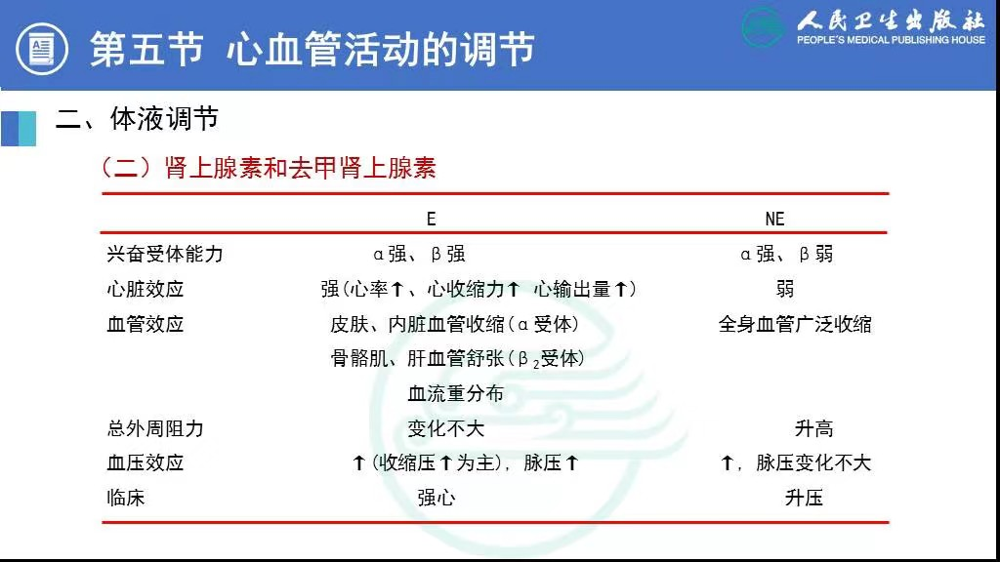 第五节 心血管活动的调节
人民卫生出版社
PEOPLE'S MEDICAL PUBLISHING HOUSE
二、体液调节
（二）肾上腺素和去甲肾上腺素
E NE
兴奋受体能力 α强、β强 α强、β弱
心脏效应 强(心率↑、心收缩力↑ 心输出量↑) 弱
血管效应 皮肤、内脏血管收缩(α受体) 全身血管广泛收缩
骨骼肌、肝血管舒张(β2受体)
血流重分布
总外周阻力 变化不大 升高
血压效应 ↑(收缩压↑为主), 脉压↑ ↑, 脉压变化不大
临床 强心 升压